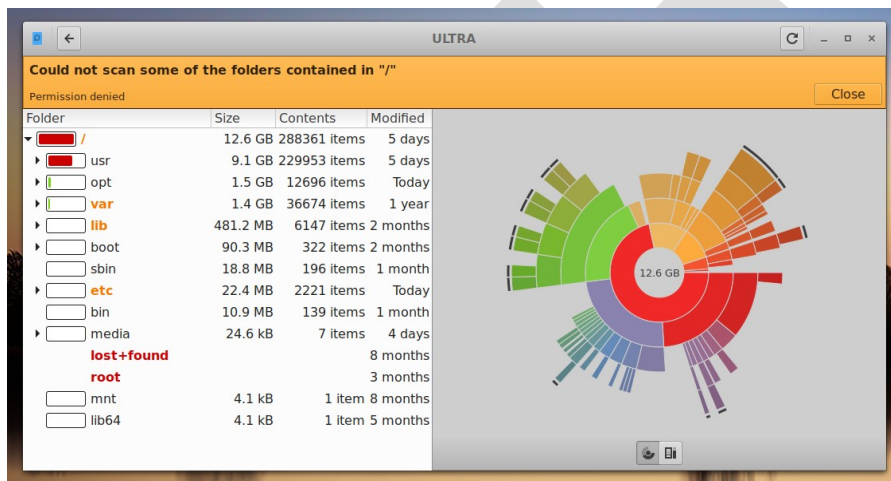 ULTRA
Could not scan some of the folders contained in "/"
Permission denied
Close
Folder Size Contents Modified
/ 12.6 GB 288361 items 5 days
usr 9.1 GB 229953 items 5 days
opt 1.5 GB 12696 items Today
var 1.4 GB 36674 items 1 year
lib 481.2 MB 6147 items 2 months
boot 90.3 MB 322 items 2 months
sbin 18.8 MB 196 items 1 month
etc 22.4 MB 2221 items Today
bin 10.9 MB 139 items 1 month
media 24.6 kB 7 items 4 days
lost+found 8 months
root 3 months
mnt 4.1 kB 1 item 8 months
lib64 4.1 kB 1 item 5 months
12.6 GB